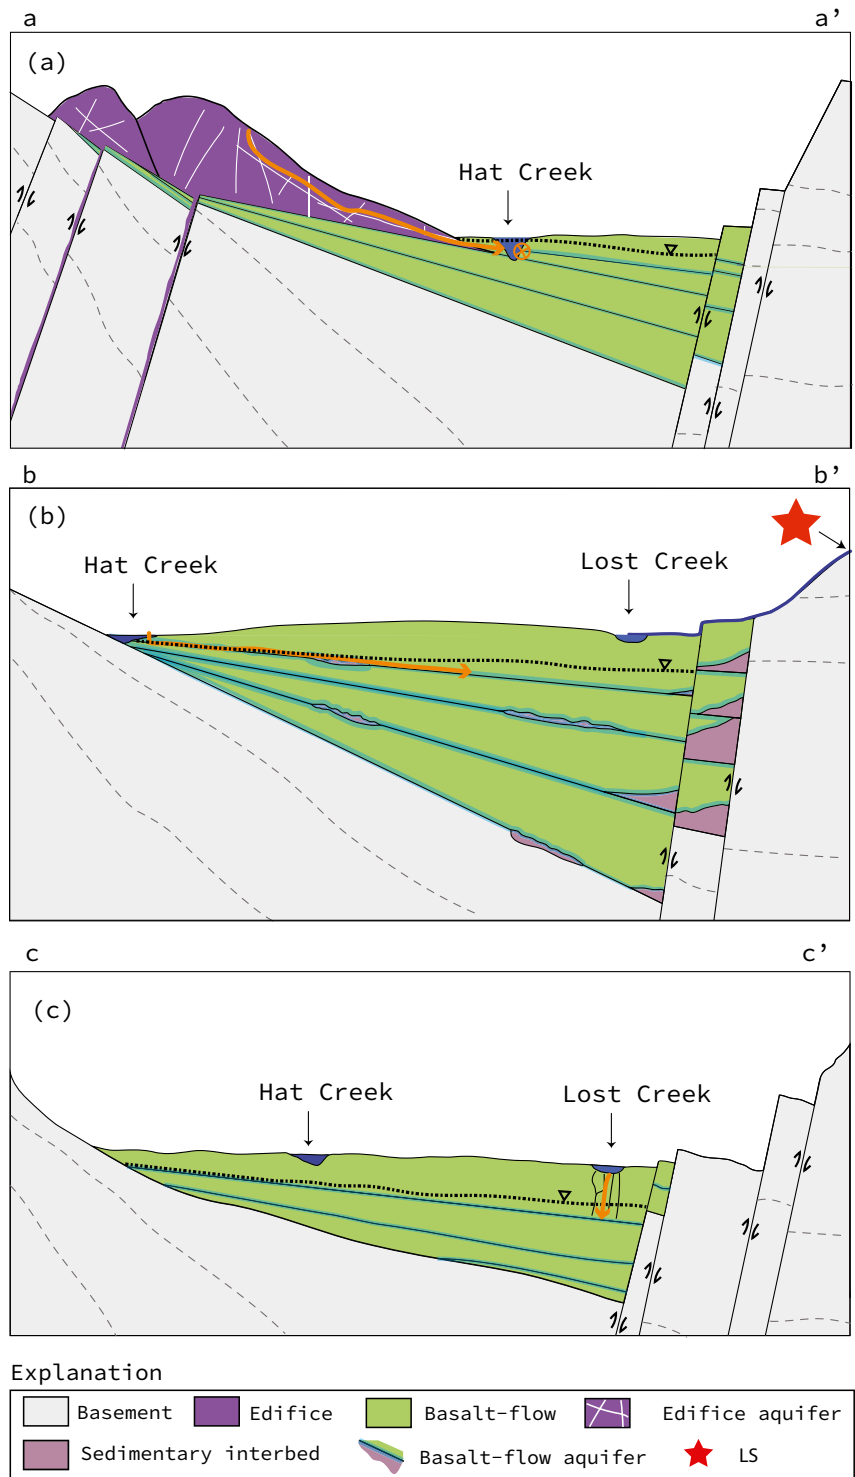 a a’
(a)
Hat Creek
b b’
(b)
Hat Creek Lost Creek
c c’
(c)
Hat Creek Lost Creek
Explanation
Basement Edifice Basalt-flow Edifice aquifer
Sedimentary interbed Basalt-flow aquifer LS